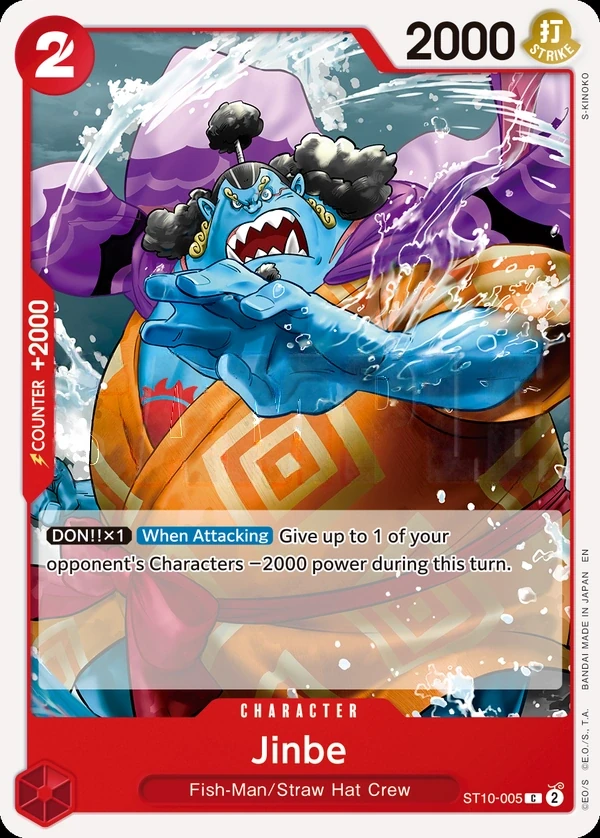 2
2000
打
STRIKE
S-KINOKO
COUNTER +2000
DON!!×1 When Attacking Give up to 1 of your
opponent's Characters −2000 power during this turn.
CHARACTER
Jinbe
Fish-Man/Straw Hat Crew
ST10-005 C 2
©E.O/S ©E.O./S., T.A. BANDAI MADE IN JAPAN EN